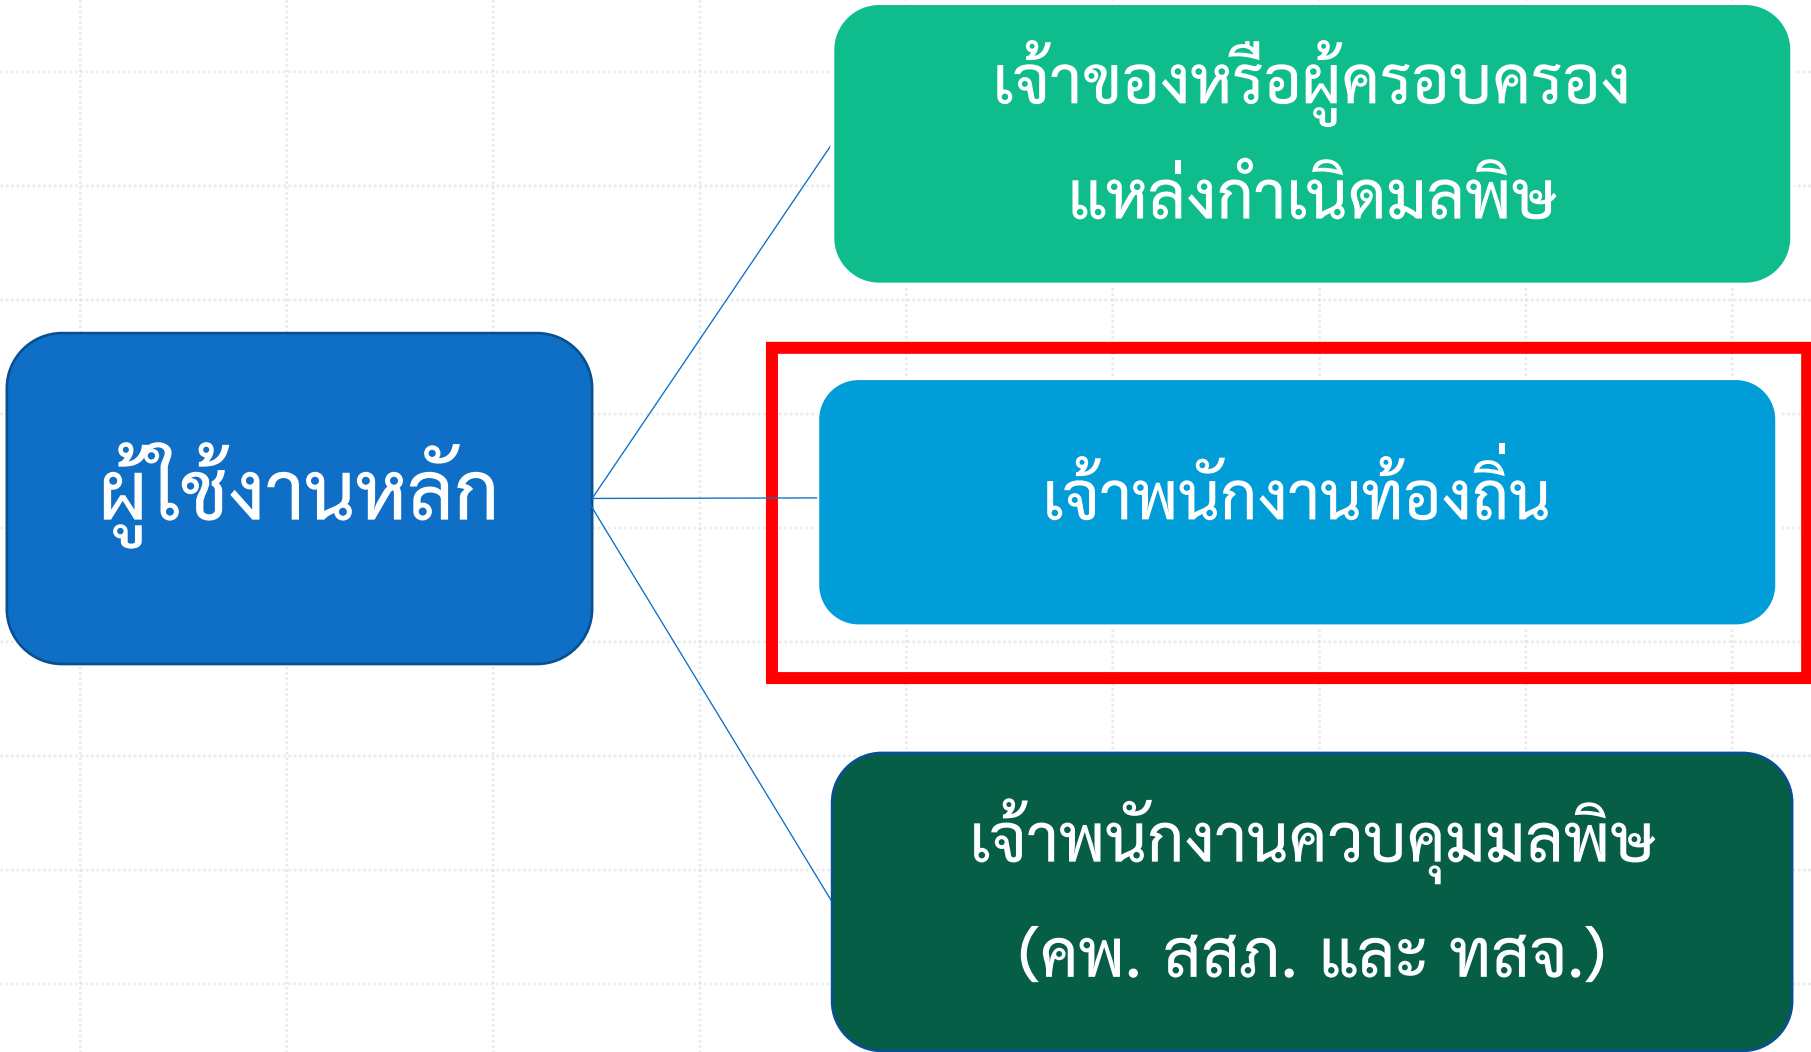 ผู้ใช้งานหลัก
เจ้าของหรือผู้ครอบครอง
แหล่งกำเนิดมลพิษ
เจ้าพนักงานท้องถิ่น
เจ้าพนักงานควบคุมมลพิษ
(คพ. สสภ. และ ทสจ.)